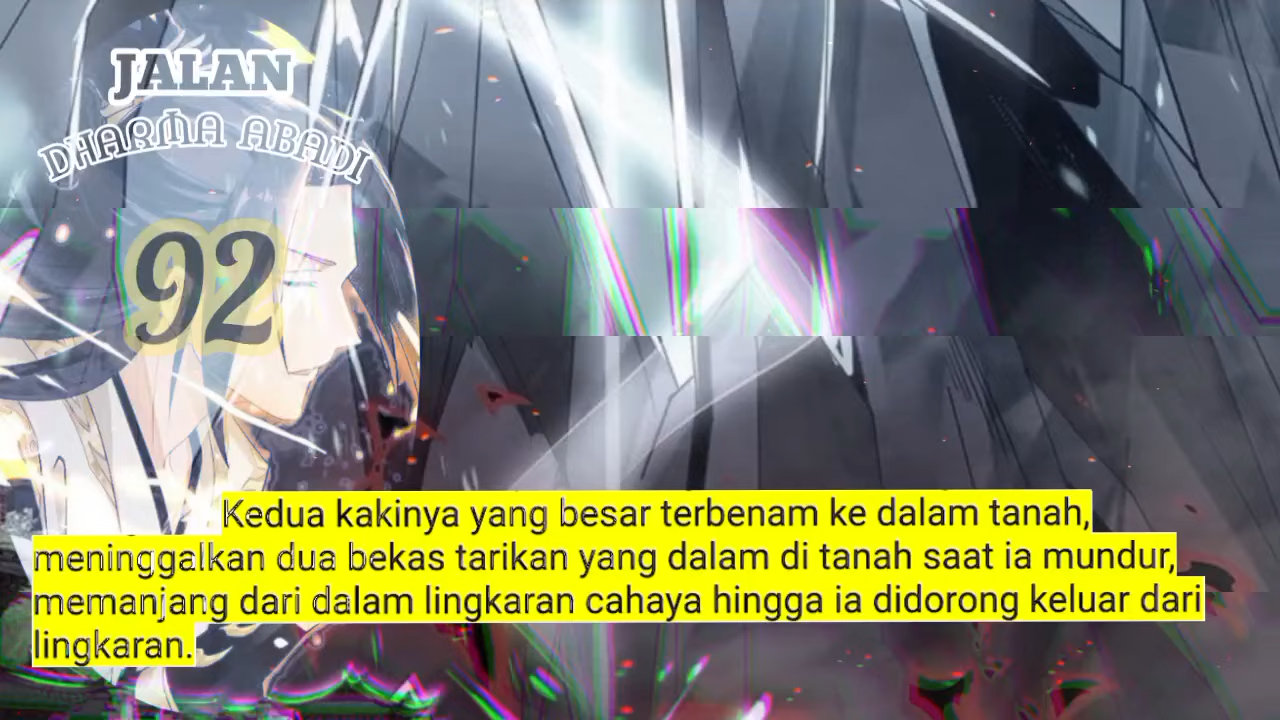 JALAN
DHARMA ABADI
92
Kedua kakinya yang besar terbenam ke dalam tanah,
meninggalkan dua bekas tarikan yang dalam di tanah saat ia mundur,
memanjang dari dalam lingkaran cahaya hingga ia didorong keluar dari
lingkaran.